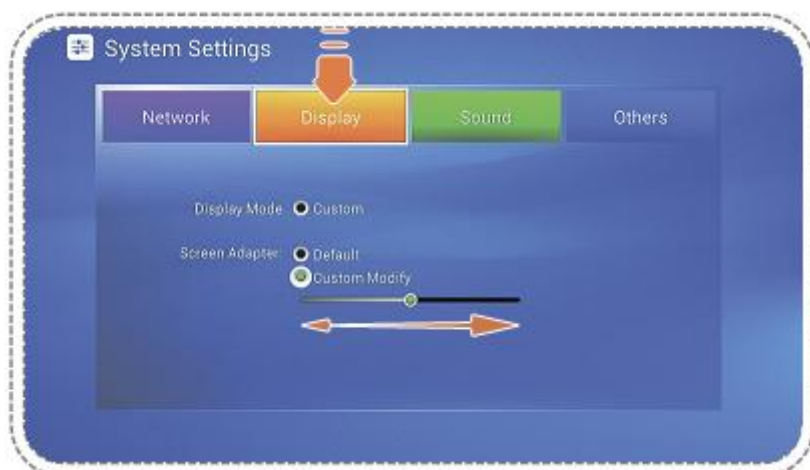 System Settings
Network Display Sound Others
Display Mode Custom
Screen Adapter: Default
Custom Modify